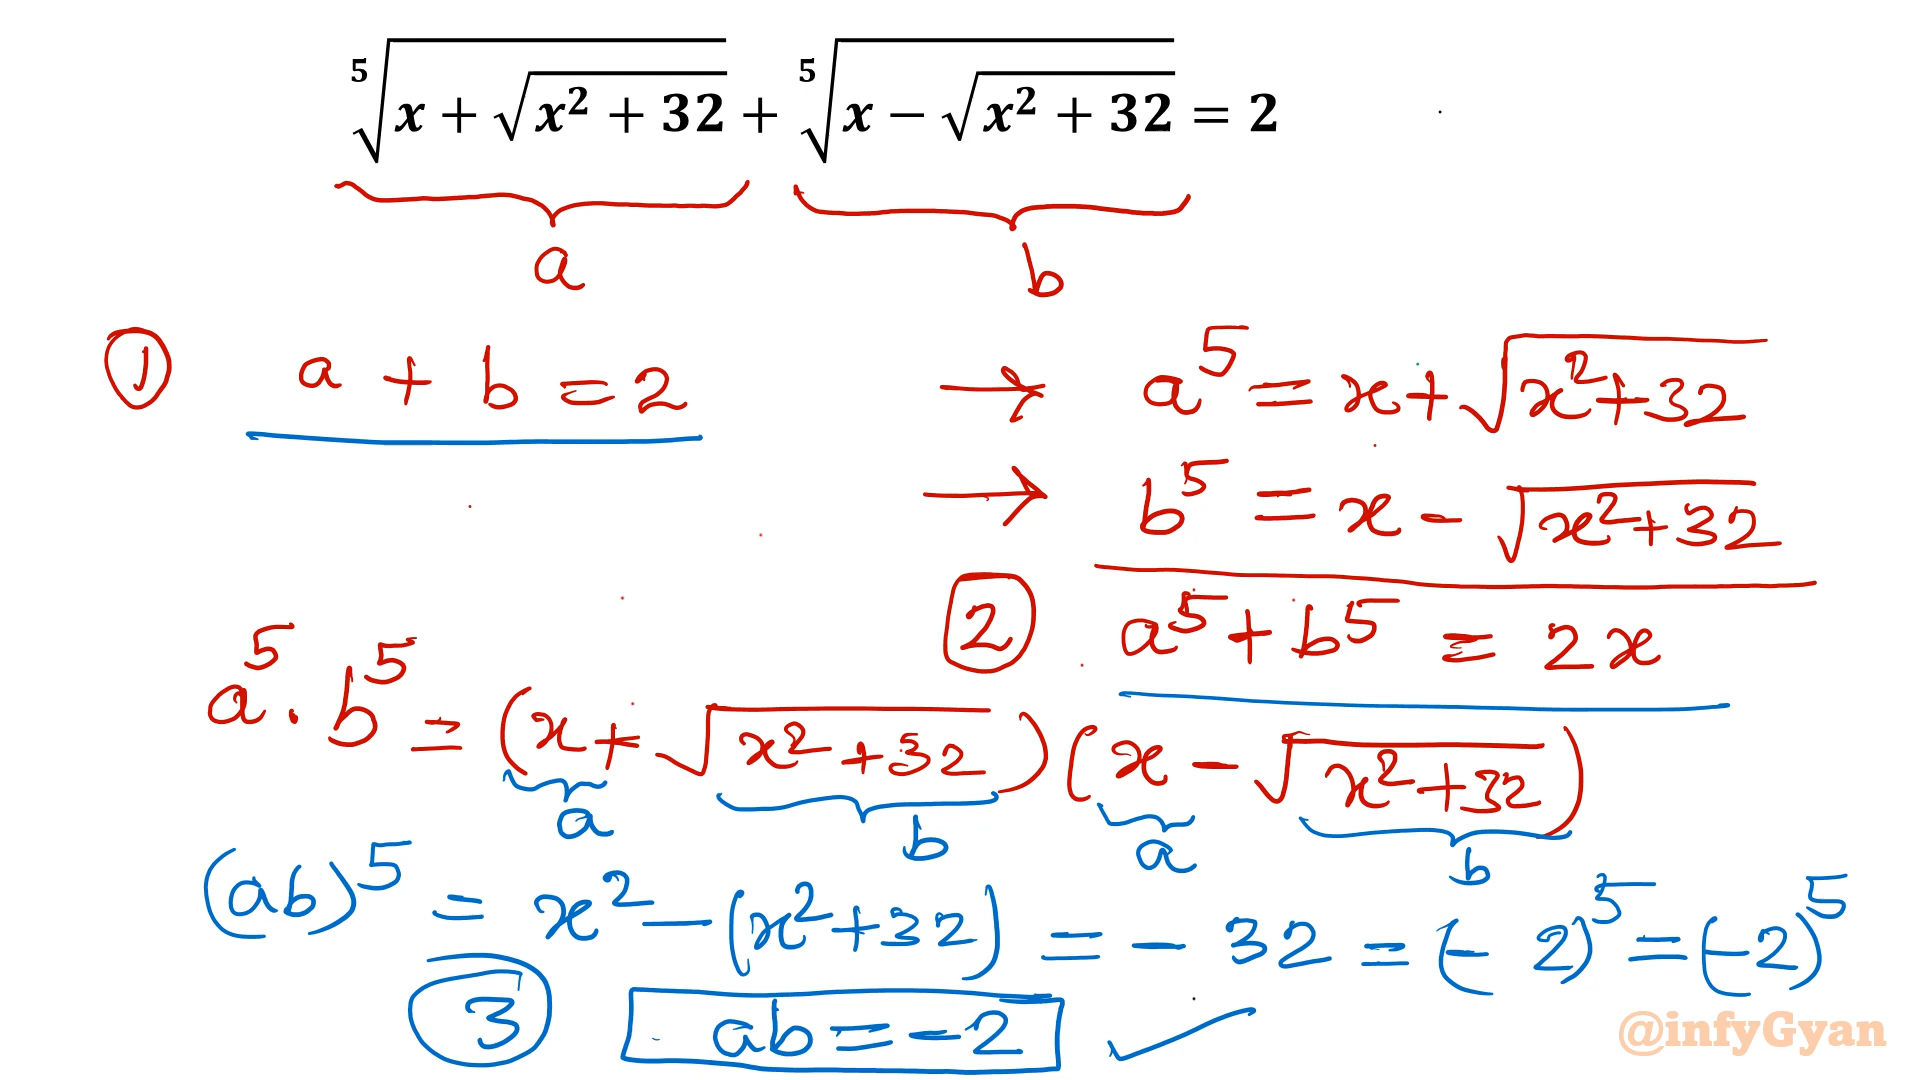 ⁵√(x + √(x² + 32)) + ⁵√(x − √(x² + 32)) = 2
a b
① a + b = 2 → a⁵ = x + √(x² + 32)
→ b⁵ = x - √(x² + 32)
2 a⁵ + b⁵ = 2x
a⁵ . b⁵ = (x + √(x² + 32)) (x - √(x² + 32))
a b a b
(ab)⁵ = x² - (x² + 32) = - 32 = (- 2)⁵ = (-2)⁵
③ ab = -2 ✓
@infyGyan